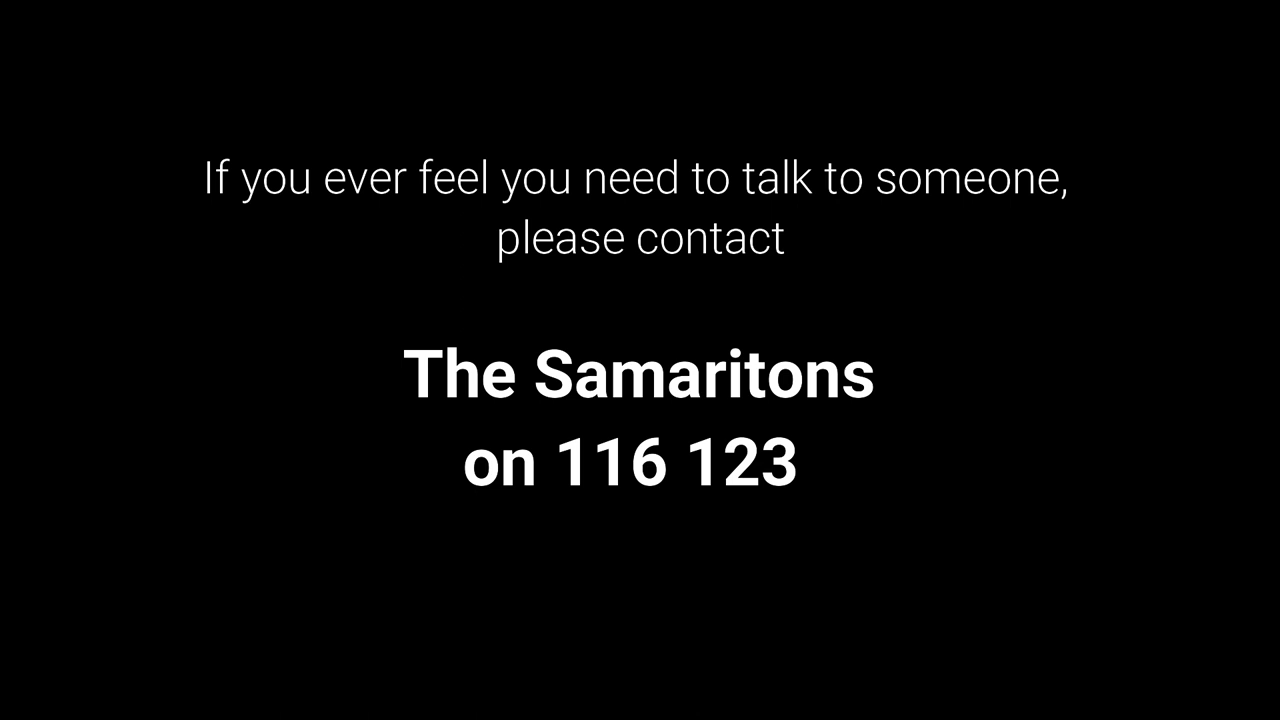 If you ever feel you need to talk to someone,
please contact
The Samaritons
on 116 123